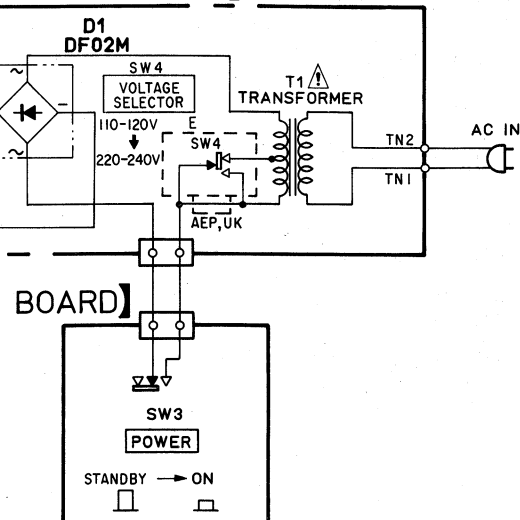 D1
DF02M
SW4
VOLTAGE
SELECTOR
110-120V
220-240V
E
SW4
AEP,UK
T1
TRANSFORMER
TN2
TN1
AC IN
BOARD】
SW3
POWER
STANDBY → ON